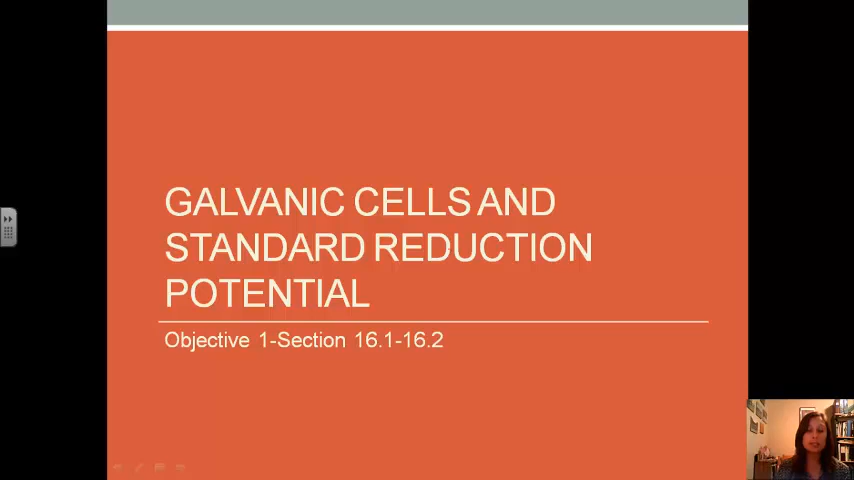 GALVANIC CELLS AND
STANDARD REDUCTION
POTENTIAL
Objective 1-Section 16.1-16.2